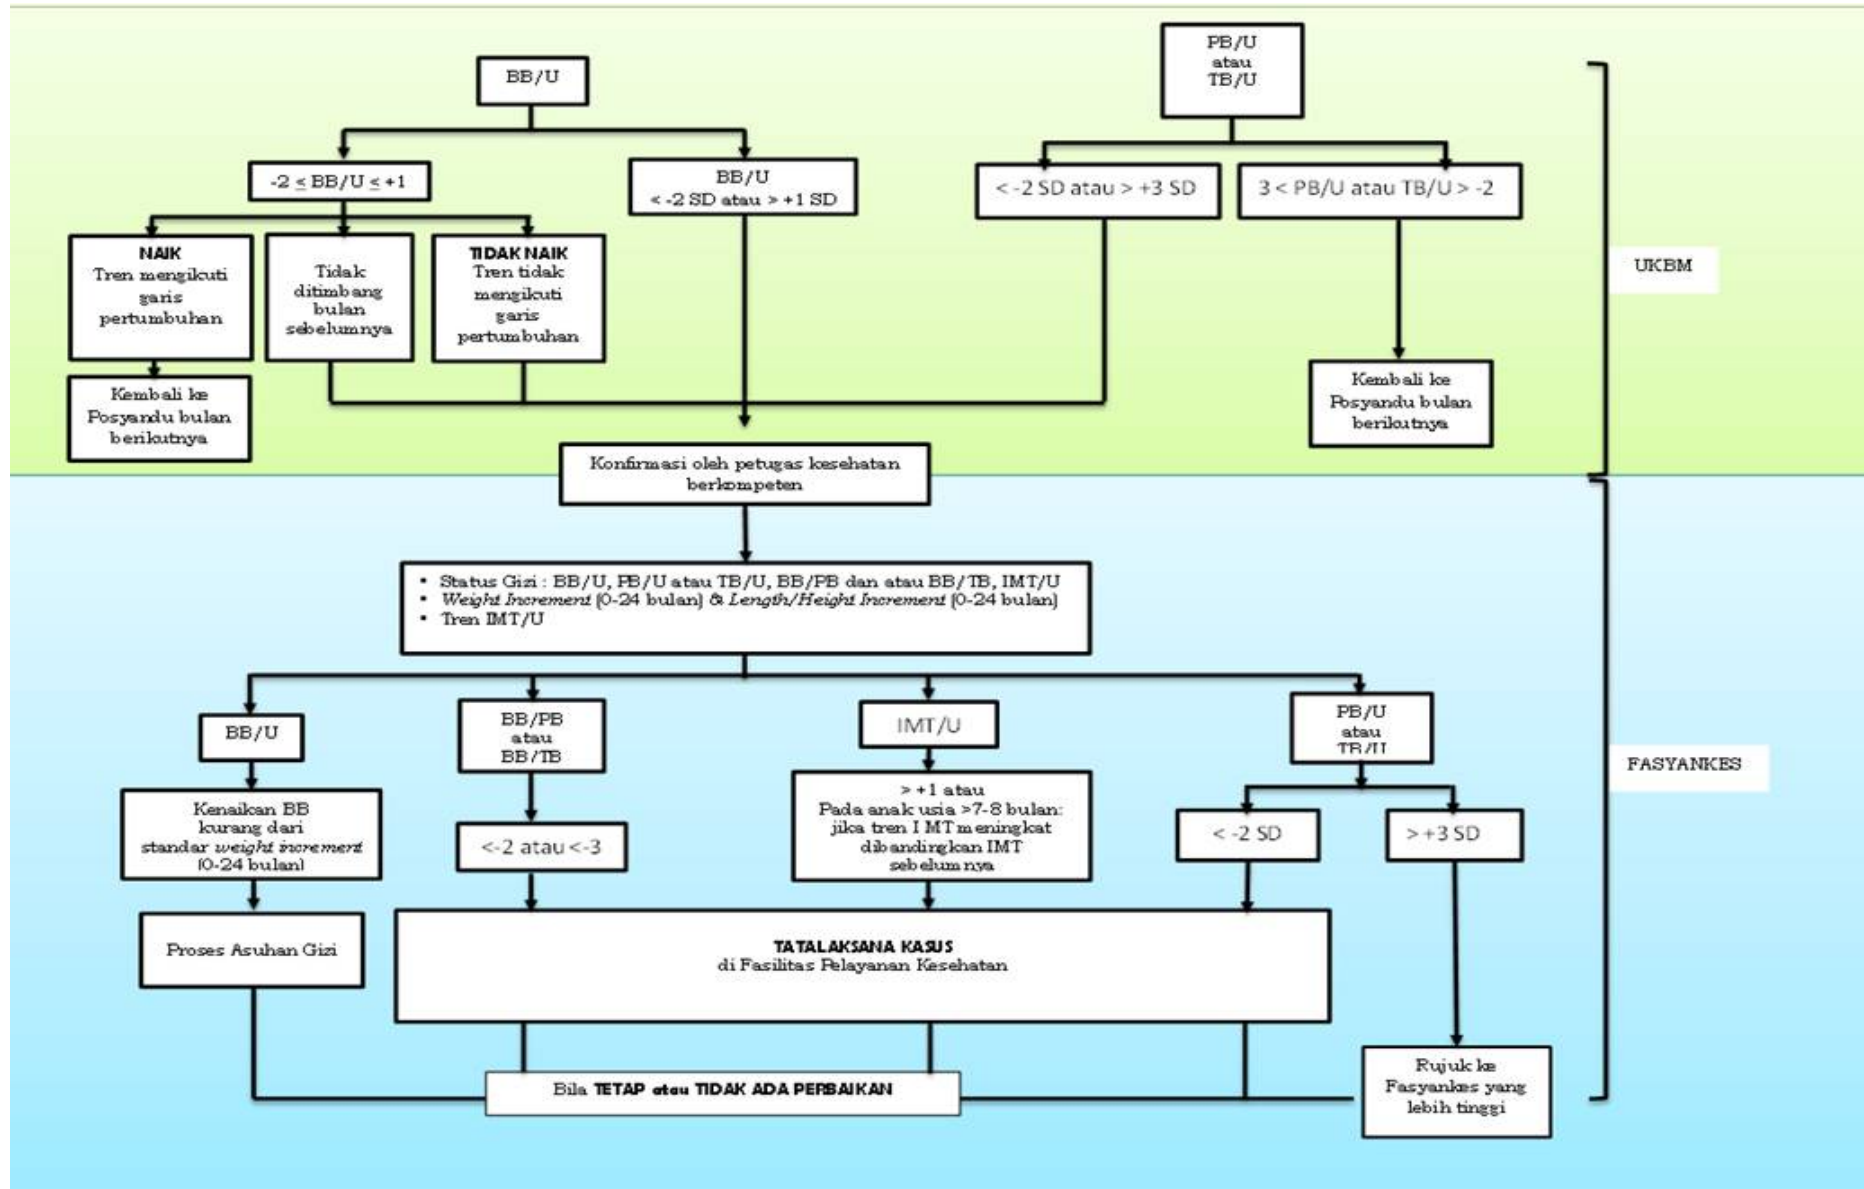 BB/U
PB/U
atau
TB/U
-2 ≤ BB/U ≤ +1
BB/U
< -2 SD atau > +1 SD
< -2 SD atau > +3 SD
3 < PB/U atau TB/U > -2
NAIK
Tren mengikuti
garis
pertumbuhan
Tidak
ditimbang
bulan
sebelumnya
TIDAK NAIK
Tren tidak
mengikuti
garis
pertumbuhan
UKBM
Kembali ke
Posyandu bulan
berikutnya
Kembali ke
Posyandu bulan
berikutnya
Konfirmasi oleh petugas kesehatan
berkompeten
• Status Gizi : BB/U, PB/U atau TB/U, BB/PB dan atau BB/TB, IMT/U
• Weight Increment (0-24 bulan) & Length/Height Increment (0-24 bulan)
• Tren IMT/U
BB/U
BB/PB
atau
BB/TB
IMT/U
PB/U
atau
TB/U
FASYANKES
Kenaikan BB
kurang dari
standar weight increment
(0-24 bulan)
<-2 atau <-3
> +1 atau
Pada anak usia >7-8 bulan:
jika tren I MT meningkat
dibandingkan IMT
sebelumnya
< -2 SD
> +3 SD
Proses Asuhan Gizi
TATALAKSANA KASUS
di Fasilitas Pelayanan Kesehatan
Bila TETAP atau TIDAK ADA PERBAIKAN
Rujuk ke
Fasyankes yang
lebih tinggi